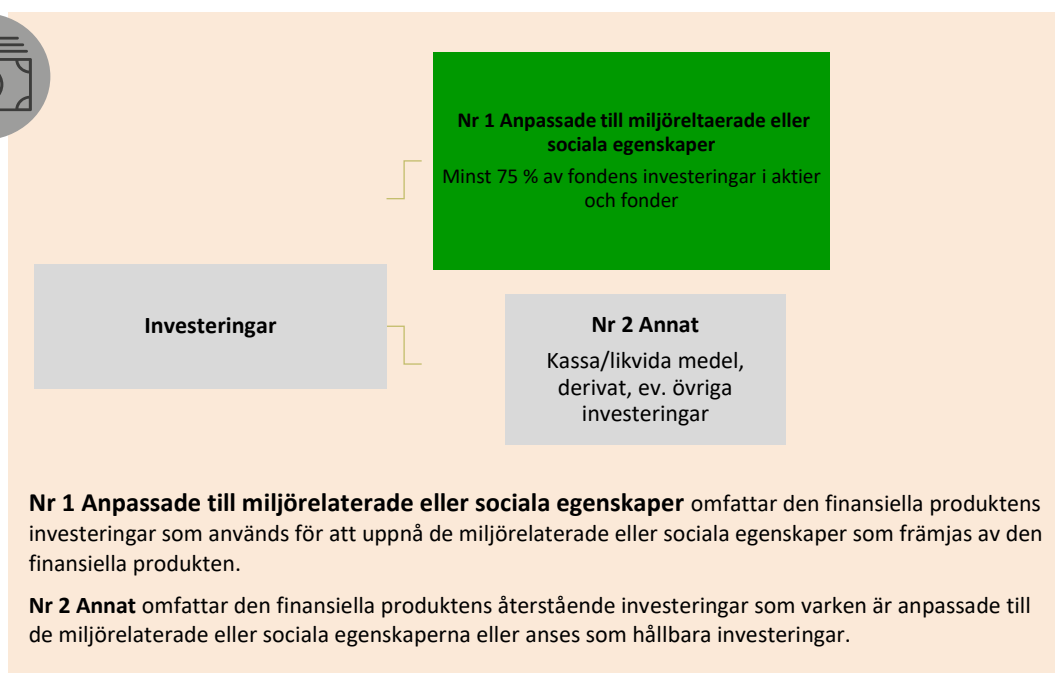 Nr 1 Anpassade till miljöreltaerade eller
sociala egenskaper
Minst 75 % av fondens investeringar i aktier
och fonder
Investeringar
Nr 2 Annat
Kassa/likvida medel,
derivat, ev. övriga
investeringar
Nr 1 Anpassade till miljörelaterade eller sociala egenskaper omfattar den finansiella produktens
investeringar som används för att uppnå de miljörelaterade eller sociala egenskaper som främjas av den
finansiella produkten.
Nr 2 Annat omfattar den finansiella produktens återstående investeringar som varken är anpassade till
de miljörelaterade eller sociala egenskaperna eller anses som hållbara investeringar.